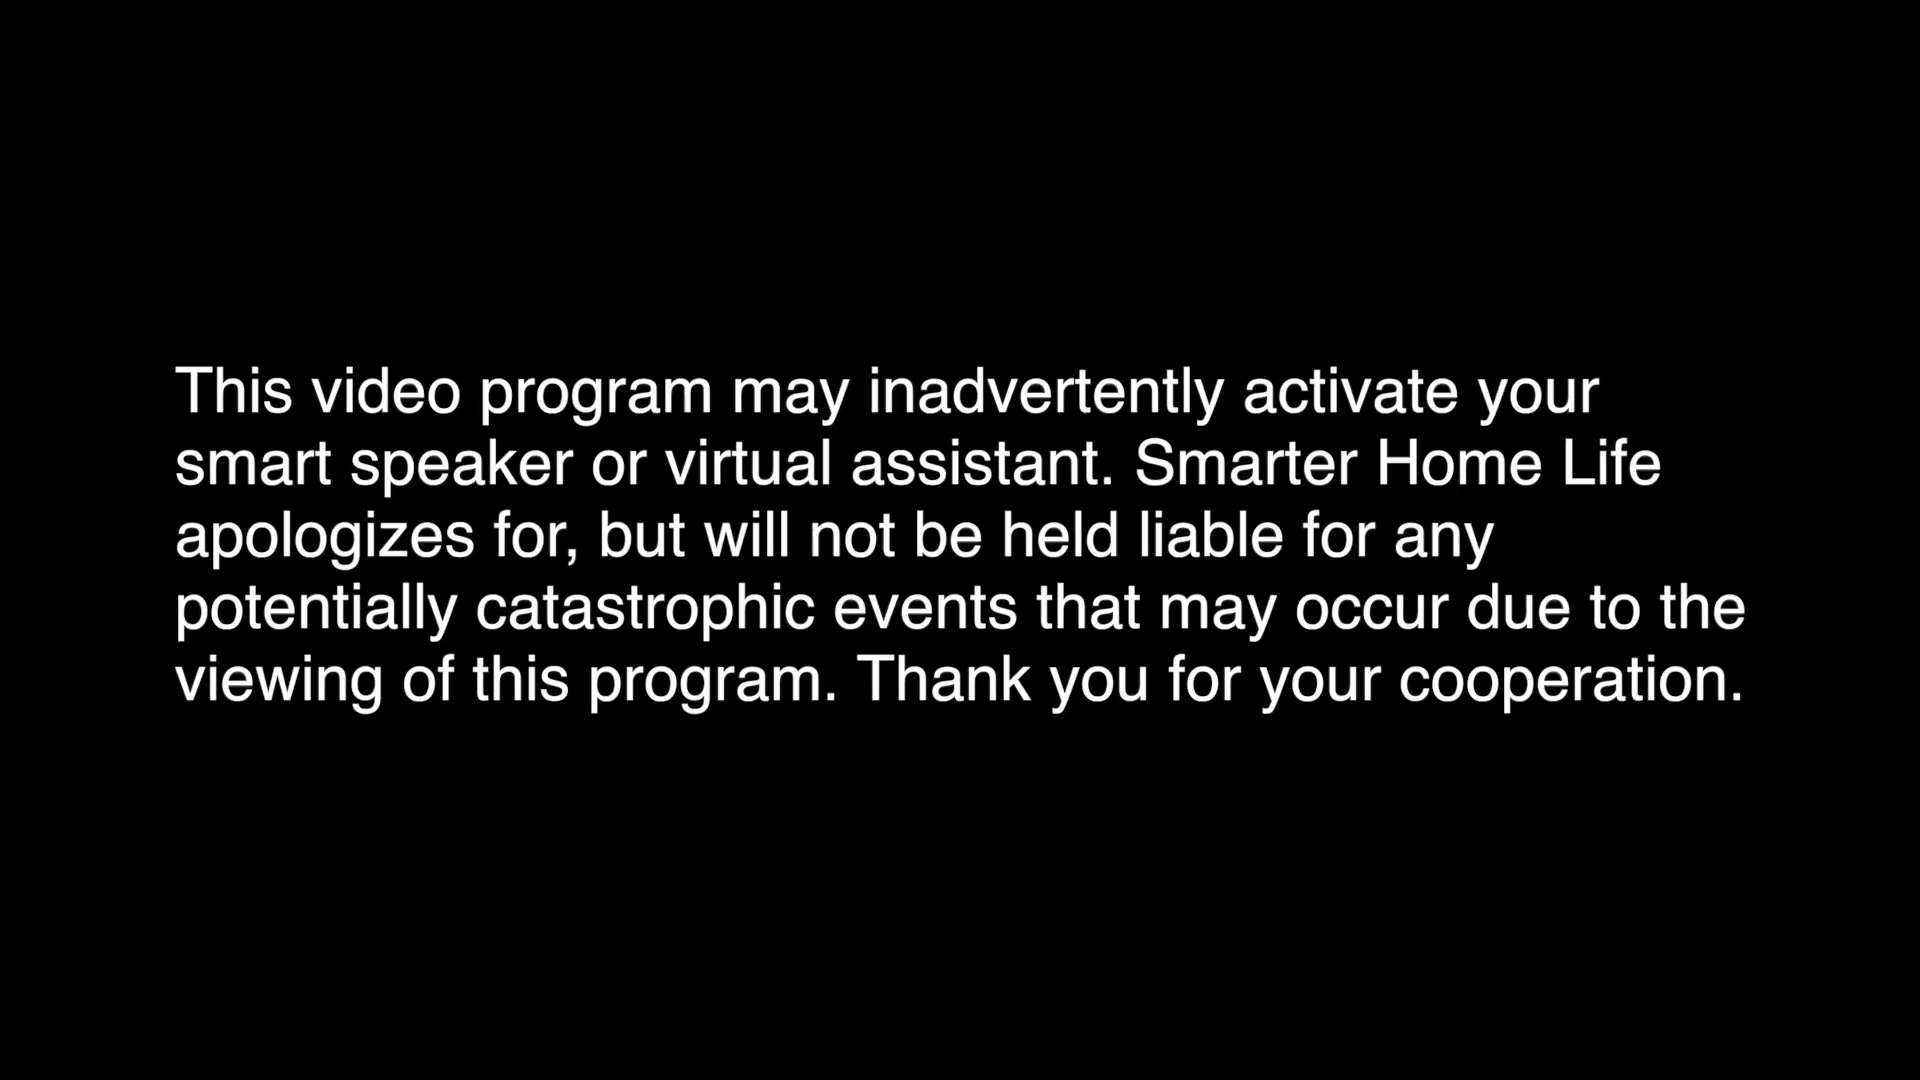 This video program may inadvertently activate your
smart speaker or virtual assistant. Smarter Home Life
apologizes for, but will not be held liable for any
potentially catastrophic events that may occur due to the
viewing of this program. Thank you for your cooperation.